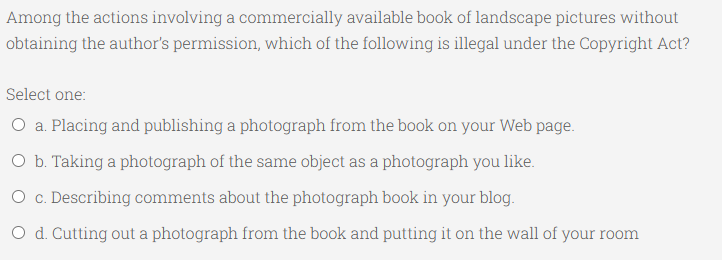 Among the actions involving a commercially available book of landscape pictures without
obtaining the author's permission, which of the following is illegal under the Copyright Act?
Select one:
a. Placing and publishing a photograph from the book on your Web page.
b. Taking a photograph of the same object as a photograph you like.
c. Describing comments about the photograph book in your blog.
d. Cutting out a photograph from the book and putting it on the wall of your room